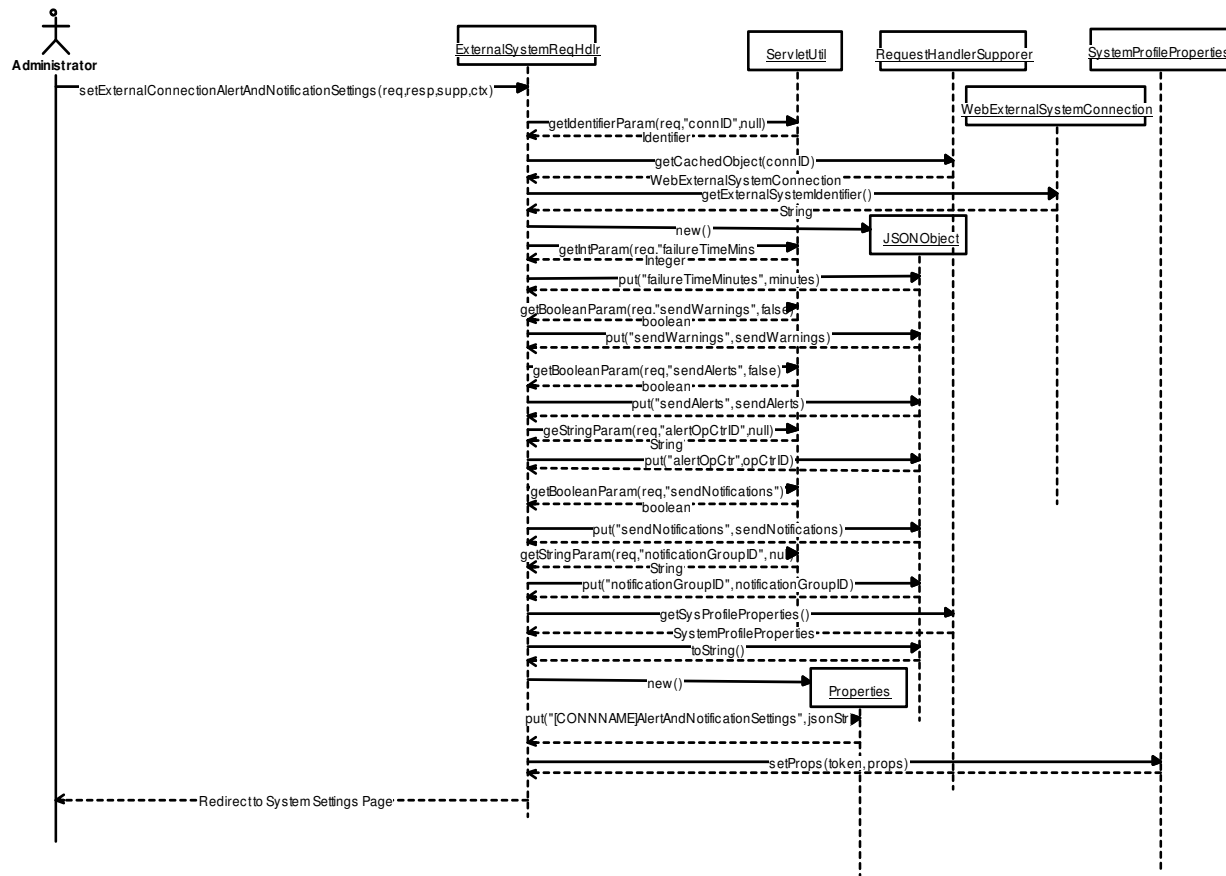 Administrator
ExternalSystemReqHdlr
ServletUtil
RequestHandlerSupporer
SystemProfileProperties
setExternalConnectionAlertAndNotificationSettings(req,resp,supp,ctx)
WebExternalSystemConnection
getIdentifierParam(req,"connID",null)
Identifier
getCachedObject(connID)
WebExternalSystemConnection
getExternalSystemIdentifier()
String
new()
JSONObject
getIntParam(req."failureTimeMins
Integer
put("failureTimeMinutes",minutes)
getBooleanParam(req."sendWarnings",false)
boolean
put("sendWarnings",sendWarnings)
getBooleanParam(req,"sendAlerts",false)
boolean
put("sendAlerts",sendAlerts)
geStringParam(req,"alertOpCtrID",null)
String
put("alertOpCtr",opCtrID)
getBooleanParam(req,"sendNotifications")
boolean
put("sendNotifications",sendNotifications)
getStringParam(req,"notificationGroupID",null
String
put("notificationGroupID",notificationGroupID)
getSysProfileProperties()
SystemProfileProperties
toString()
new()
Properties
put("[CONNNAME]AlertAndNotificationSettings",jsonStr)
setProps(token,props)
Redirect to System Settings Page